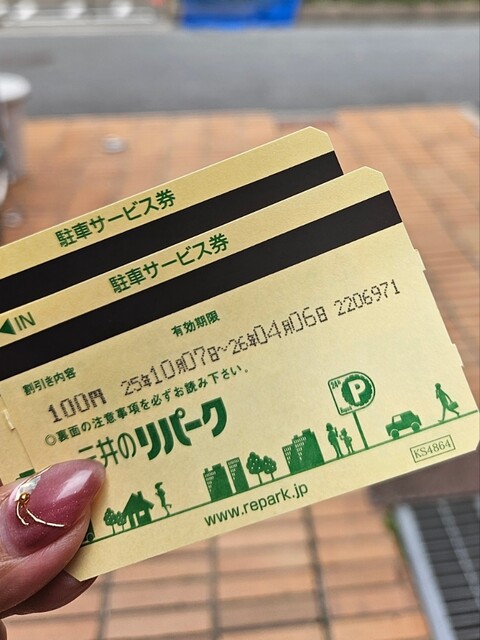 駐車サービス券
駐車サービス券
◀IN
有効期限
割引き内容
100円 25年10月07日~26年04月06日 2206971
◎裏面の注意事項を必ずお読み下さい。
三井のリパーク
24h
P
KS4864
www.repark.jp